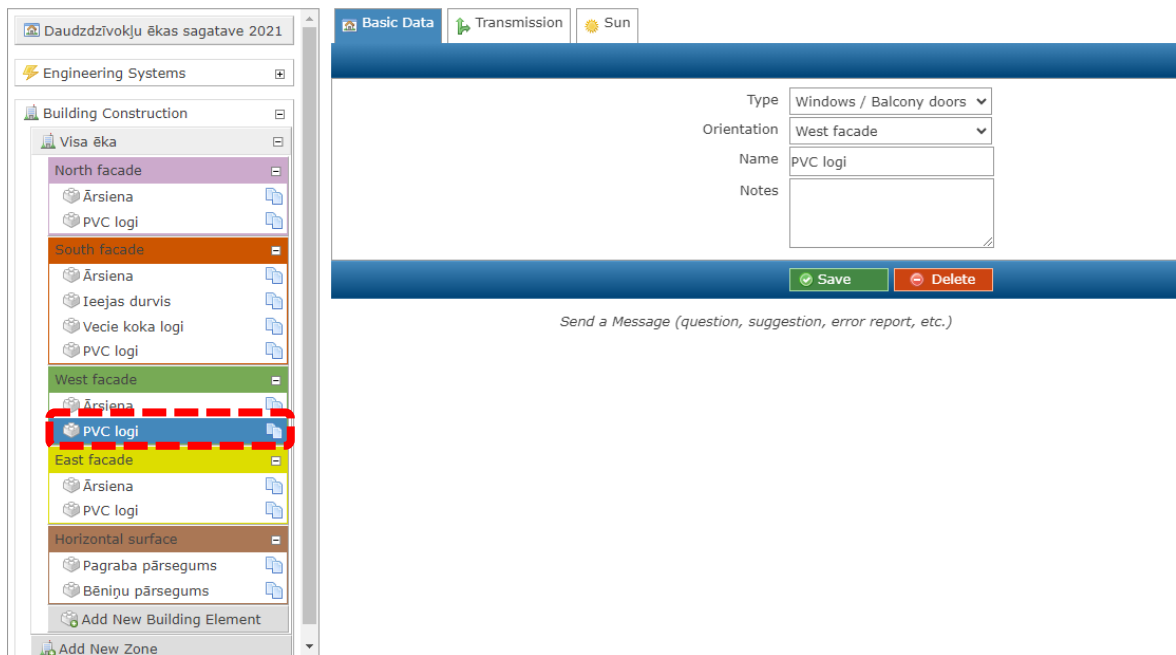 Daudzdzīvokļu ēkas sagatave 2021
Engineering Systems
Building Construction
Visa ēka
North facade
Ārsiena
PVC logi
South facade
Ārsiena
Ieejas durvis
Vecie koka logi
PVC logi
West facade
Ārsiena
PVC logi
East facade
Ārsiena
PVC logi
Horizontal surface
Pagraba pārsegums
Bēniņu pārsegums
Add New Building Element
Add New Zone
Basic Data Transmission Sun
Type Windows / Balcony doors
Orientation West facade
Name PVC logi
Notes
Save Delete
Send a Message (question, suggestion, error report, etc.)